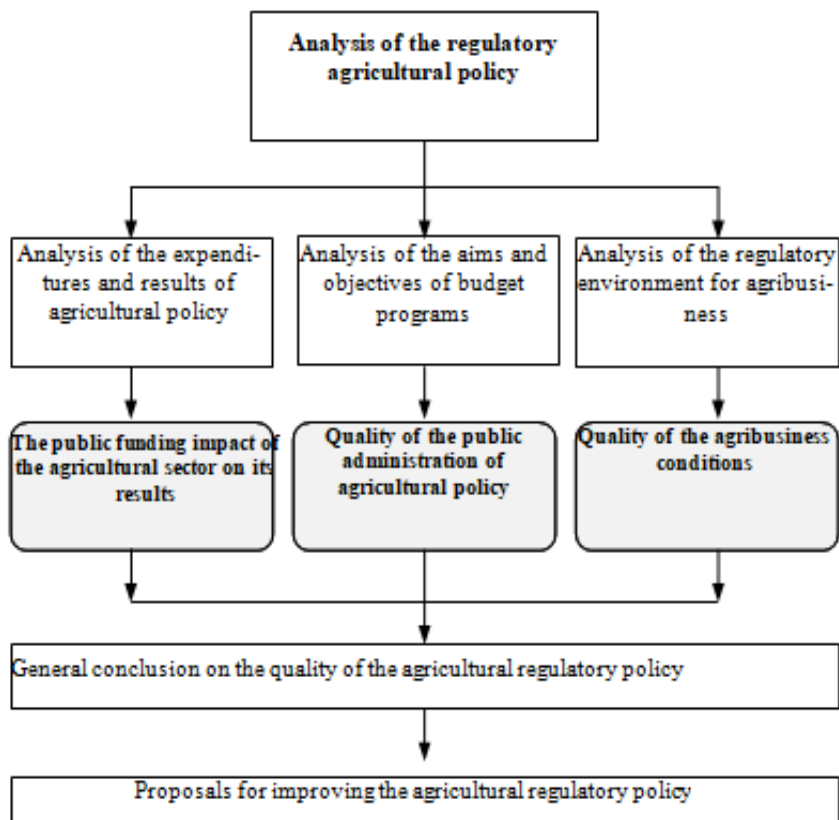 Analysis of the regulatory
agricultural policy
Analysis of the expendi-
tures and results of
agricultural policy
Analysis of the aims and
objectives of budget
programs
Analysis of the regulatory
environment for agribusi-
ness
The public funding impact of
the agricultural sector on its
results
Quality of the public
administration of
agricultural policy
Quality of the agribusiness
conditions
General conclusion on the quality of the agricultural regulatory policy
Proposals for improving the agricultural regulatory policy